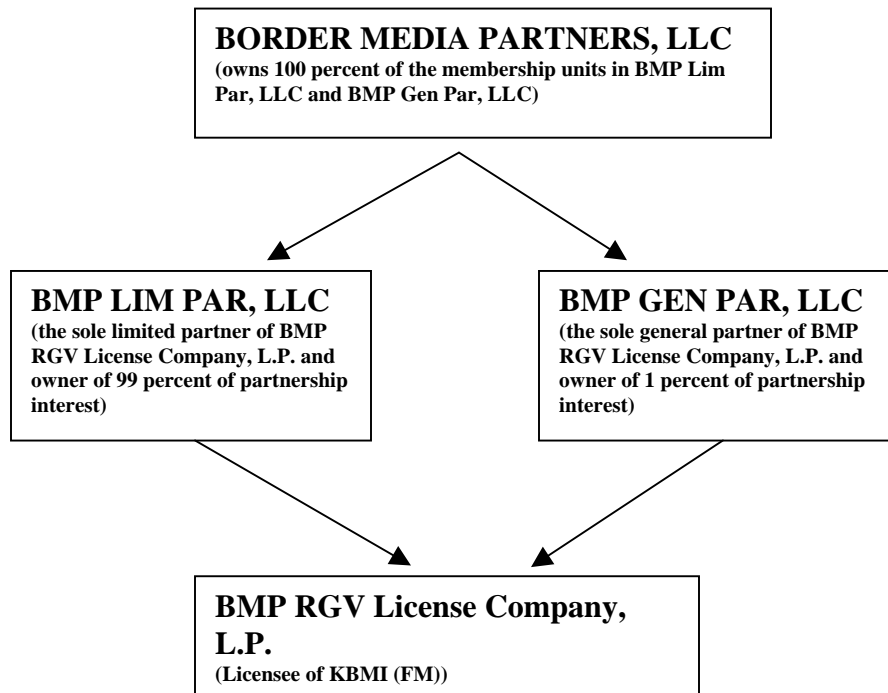 BORDER MEDIA PARTNERS, LLC
(owns 100 percent of the membership units in BMP Lim
Par, LLC and BMP Gen Par, LLC)
BMP LIM PAR, LLC
(the sole limited partner of BMP
RGV License Company, L.P. and
owner of 99 percent of partnership
interest)
BMP GEN PAR, LLC
(the sole general partner of BMP
RGV License Company, L.P. and
owner of 1 percent of partnership
interest)
BMP RGV License Company,
L.P.
(Licensee of KBMI (FM))